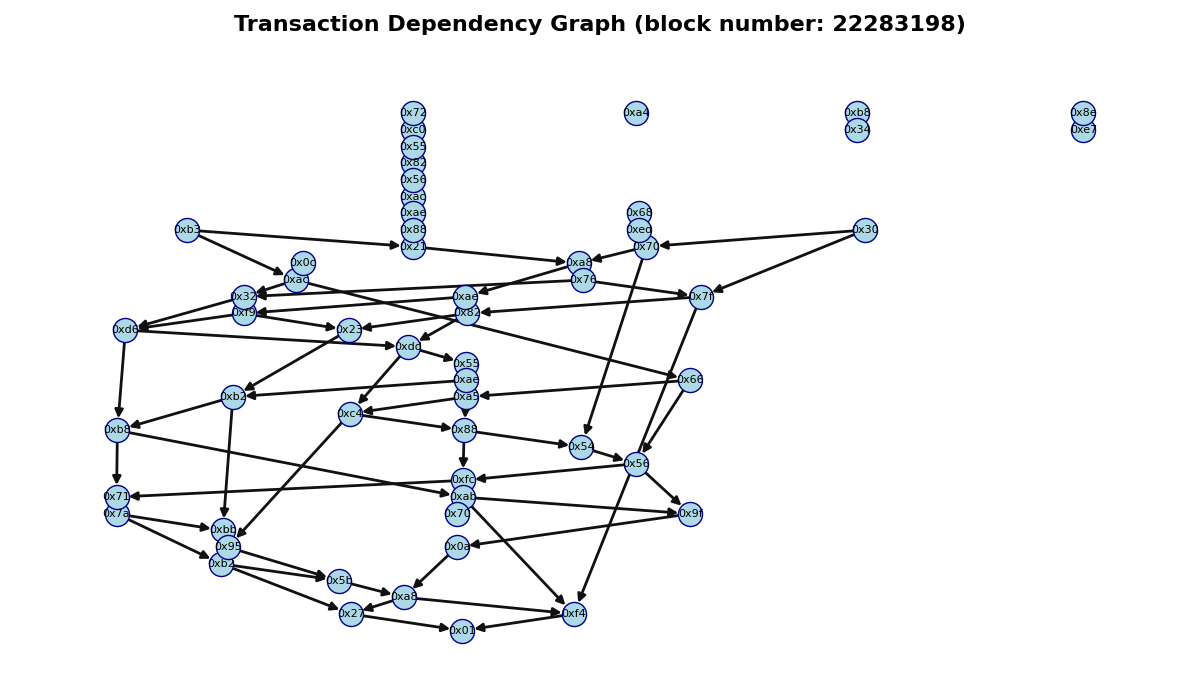 Transaction Dependency Graph (block number: 22283198)
0x72
0xa4
0xb8
0x8e
0xc0
0x34
0xe7
0x55
0x82
0x56
0xac
0xae
0x68
0xb3
0x88
0xed
0x30
0x21
0x70
0x0c
0xa8
0xac
0x76
0x32
0xae
0x7f
0xf9
0x82
0xd6
0x23
0xdd
0x55
0xae
0x66
0xb2
0xa5
0xc4
0xb8
0x88
0x54
0x56
0xfc
0x71
0xab
0x7a
0x70
0x9f
0xbb
0x95
0x0a
0xb2
0x5b
0xa8
0x27
0xf4
0x01